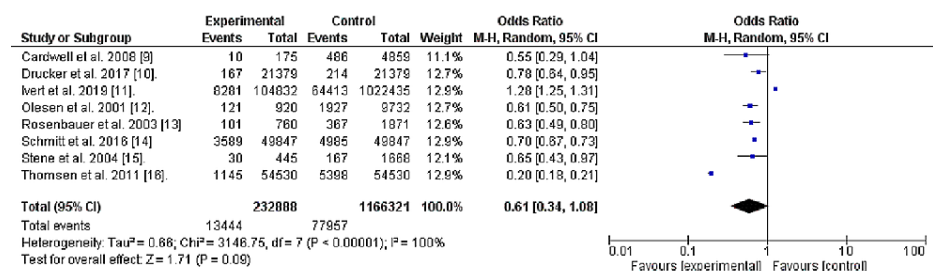 Experimental Control Odds Ratio Odds Ratio
Study or Subgroup Events Total Events Total Weight M-H, Random, 95% CI M-H, Random, 95% CI
Cardwell et al. 2008 [9] 10 175 486 4859 11.1% 0.55 [0.29, 1.04]
Drucker et al. 2017 [10]. 167 21379 214 21379 12.7% 0.78 [0.64, 0.95]
Ivert et al 2019 [11]. 8281 104832 64413 1022435 12.9% 1.28 [1.25, 1.31]
Olesen et al. 2001 [12]. 121 920 1927 9732 12.8% 0.61 [0.50, 0.75]
Rosenbauer et al. 2003 [13] 101 760 367 1871 12.6% 0.63 [0.49, 0.80]
Schmitt et al. 2016 [14] 3589 49847 4985 49847 12.9% 0.70 [0.67, 0.73]
Stene et al. 2004 [15]. 30 445 167 1668 12.0% 0.65 [0.43, 0.97]
Thomsen et al. 2011 [16]. 1145 54530 5398 54530 12.9% 0.20 [0.18, 0.21]
Total (95% CI) 232888 1166321 100.0% 0.61 [0.34, 1.08]
Total events 13444 77957
Heterogeneity: Tau² = 0.66; Chi² = 3146.75, df = 7 (P < 0.00001); I² = 100%
Test for overall effect: Z = 1.71 (P = 0.09)
0.01 0.1 1 10 100
Favours [experimental] Favours [control]